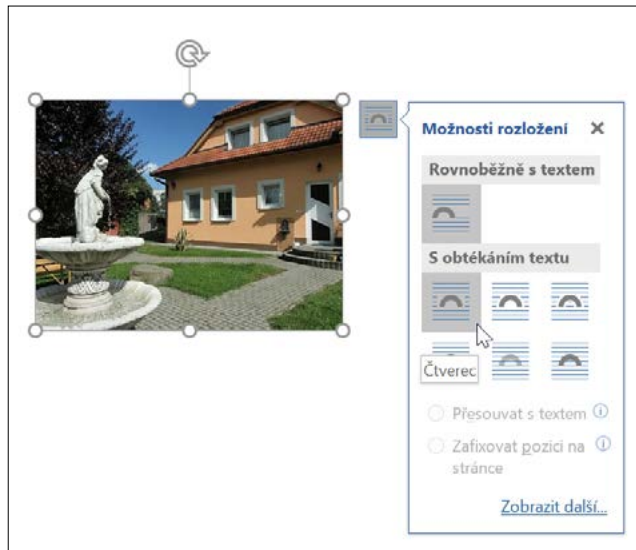 Možnosti rozložení
Rovnoběžně s textem
S obtékáním textu
Čtverec
Přesouvat s textem
Zafixovat pozici na
stránce
Zobrazit další...